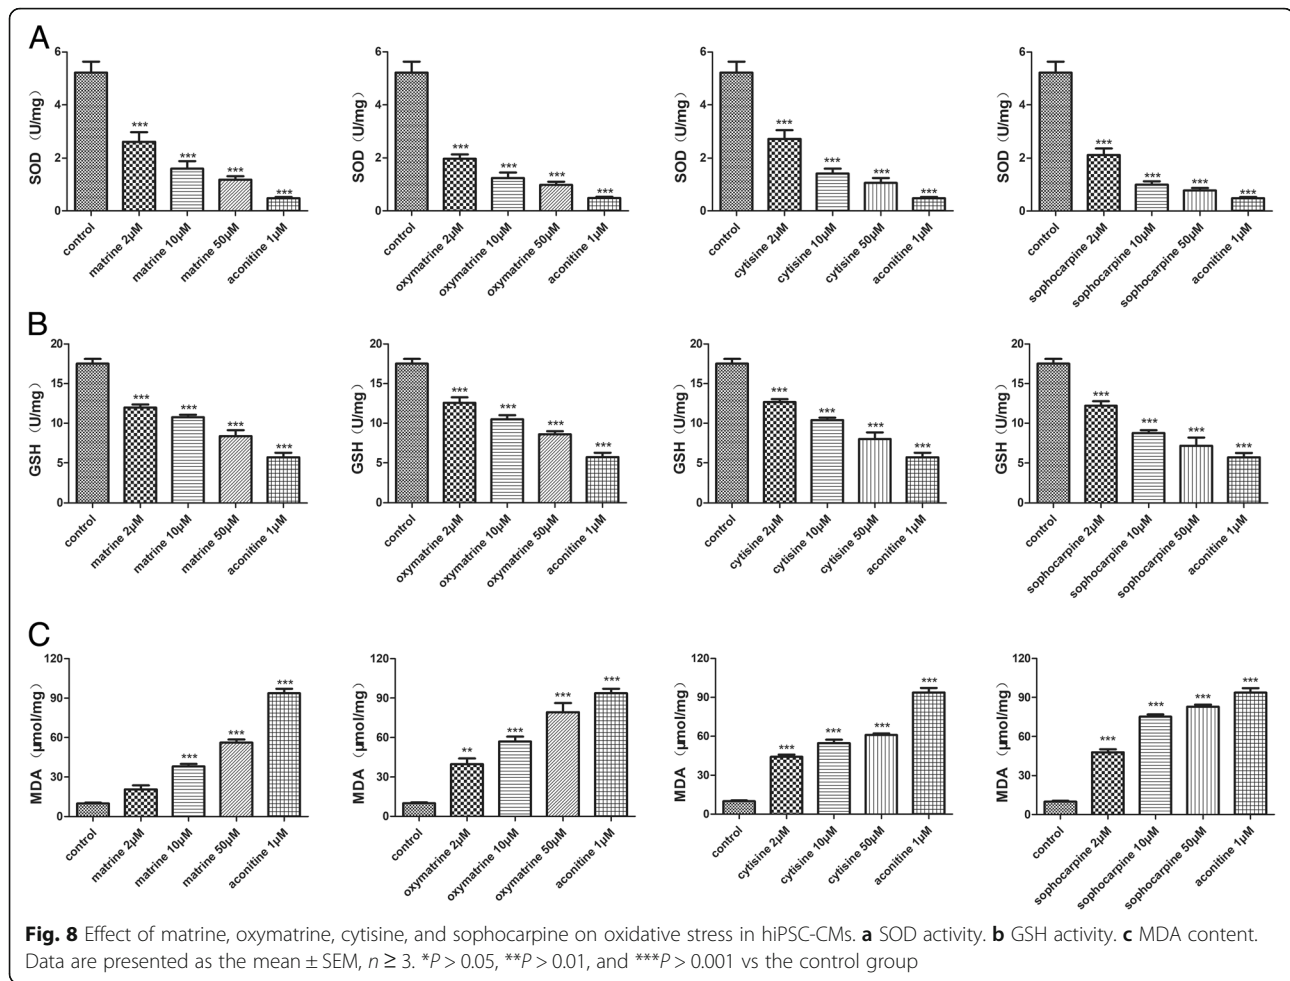 A
SOD (U/mg)
6
4
2
0
***
***
***
***
control
matrine 2μM
matrine 10μM
matrine 50μM
aconitine 1μM
SOD (U/mg)
6
4
2
0
***
***
***
***
control
oxymatrine 2μM
oxymatrine 10μM
oxymatrine 50μM
aconitine 1μM
SOD (U/mg)
6
4
2
0
***
***
***
***
control
cytisine 2μM
cytisine 10μM
cytisine 50μM
aconitine 1μM
SOD (U/mg)
6
4
2
0
***
***
***
***
control
sophocarpine 2μM
sophocarpine 10μM
sophocarpine 50μM
aconitine 1μM
B
GSH (U/mg)
20
15
10
5
0
***
***
***
***
control
matrine 2μM
matrine 10μM
matrine 50μM
aconitine 1μM
GSH (U/mg)
20
15
10
5
0
***
***
***
***
control
oxymatrine 2μM
oxymatrine 10μM
oxymatrine 50μM
aconitine 1μM
GSH (U/mg)
20
15
10
5
0
***
***
***
***
control
cytisine 2μM
cytisine 10μM
cytisine 50μM
aconitine 1μM
GSH (U/mg)
20
15
10
5
0
***
***
***
***
control
sophocarpine 2μM
sophocarpine 10μM
sophocarpine 50μM
aconitine 1μM
C
MDA (μmol/mg)
120
90
60
30
0
***
***
***
control
matrine 2μM
matrine 10μM
matrine 50μM
aconitine 1μM
MDA (μmol/mg)
120
90
60
30
0
**
***
***
***
control
oxymatrine 2μM
oxymatrine 10μM
oxymatrine 50μM
aconitine 1μM
MDA (μmol/mg)
120
90
60
30
0
***
***
***
***
control
cytisine 2μM
cytisine 10μM
cytisine 50μM
aconitine 1μM
MDA (μmol/mg)
120
90
60
30
0
***
***
***
***
control
sophocarpine 2μM
sophocarpine 10μM
sophocarpine 50μM
aconitine 1μM
Fig. 8 Effect of matrine, oxymatrine, cytisine, and sophocarpine on oxidative stress in hiPSC-CMs. a SOD activity. b GSH activity. c MDA content.
Data are presented as the mean ± SEM, n ≥ 3. *P > 0.05, **P > 0.01, and ***P > 0.001 vs the control group